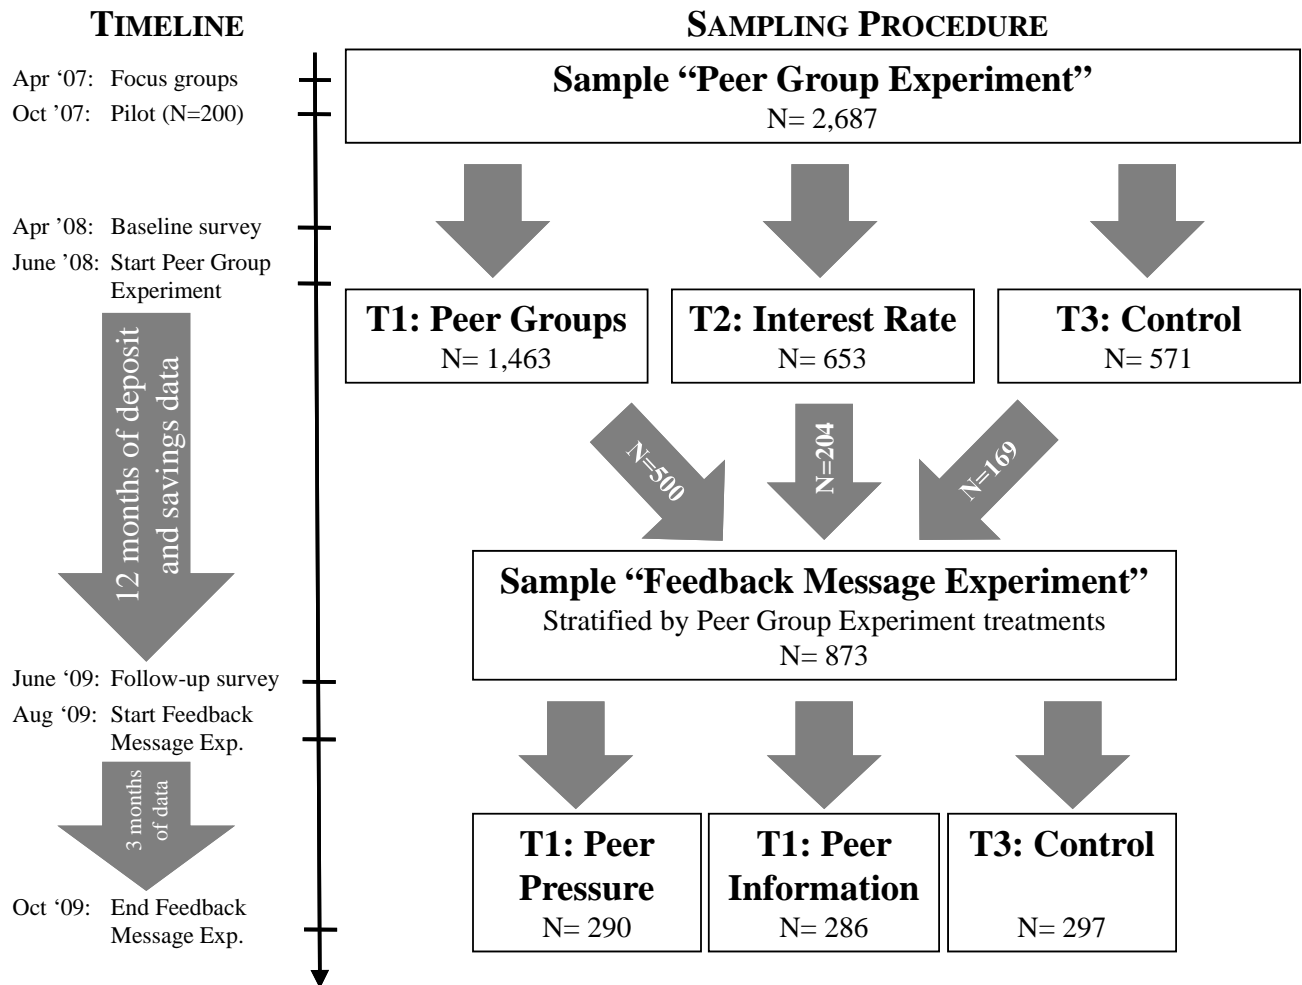 TIMELINE
Apr ‘07: Focus groups
Oct ’07: Pilot (N=200)
Apr ’08: Baseline survey
June ’08: Start Peer Group
Experiment
12 months of deposit
and savings data
June ‘09: Follow-up survey
Aug ‘09: Start Feedback
Message Exp.
3 months
of data
Oct ‘09: End Feedback
Message Exp.
SAMPLING PROCEDURE
Sample “Peer Group Experiment”
N= 2,687
T1: Peer Groups
N= 1,463
T2: Interest Rate
N= 653
T3: Control
N= 571
N=500
N=204
N=169
Sample “Feedback Message Experiment”
Stratified by Peer Group Experiment treatments
N= 873
T1: Peer
Pressure
N= 290
T1: Peer
Information
N= 286
T3: Control
N= 297